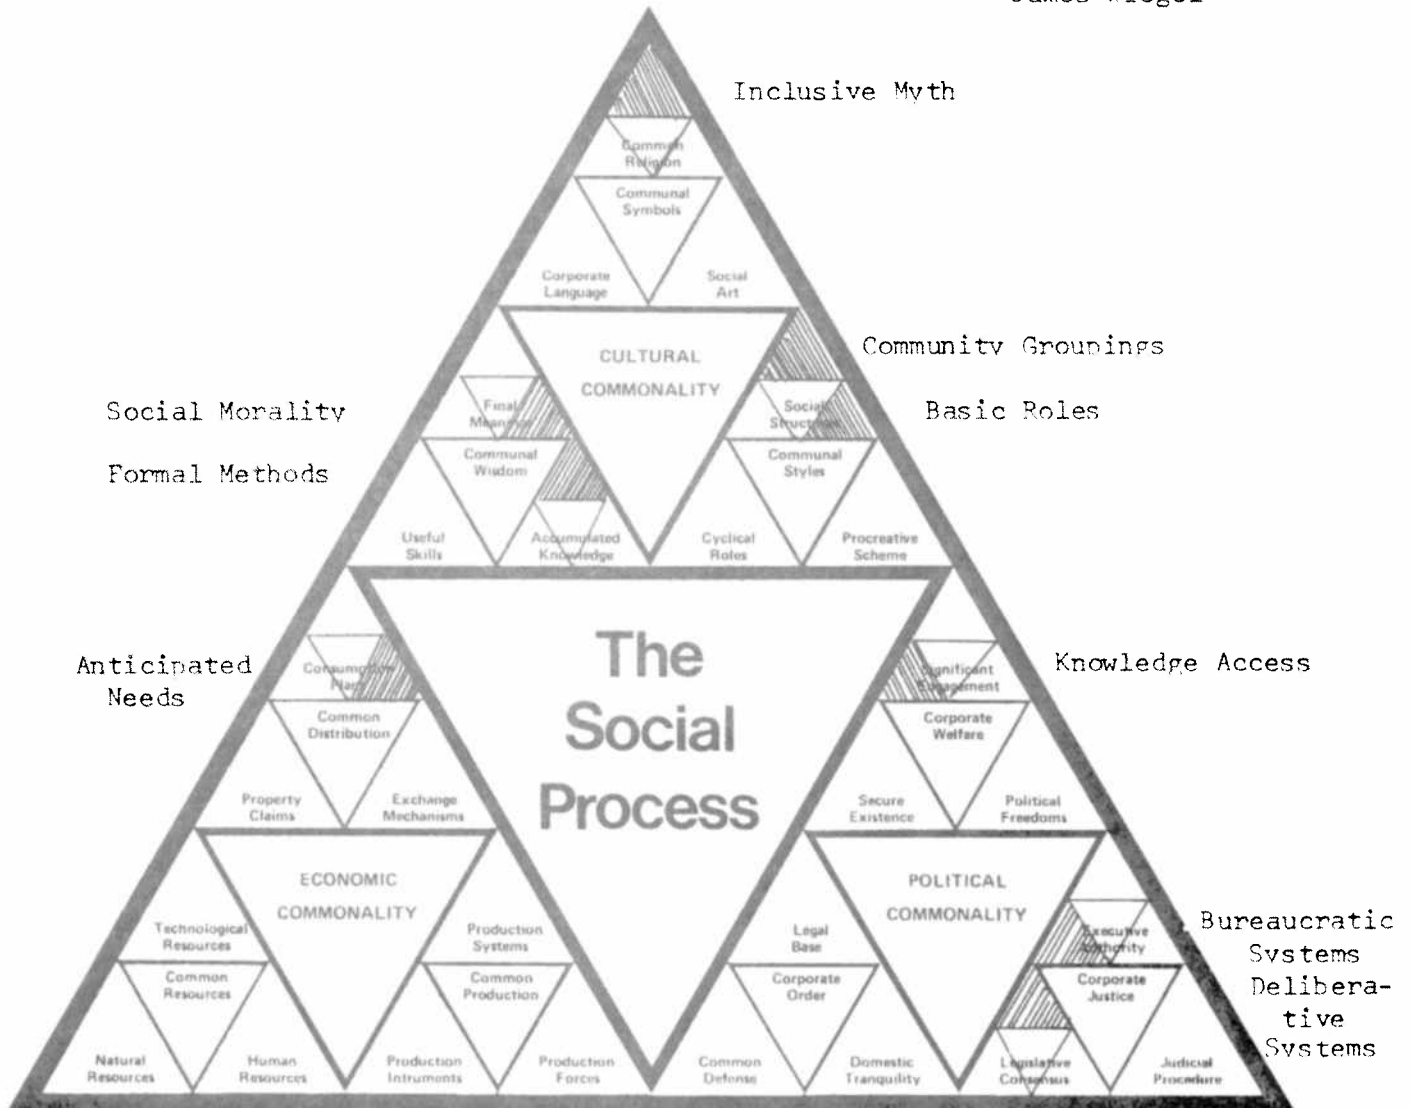 Inclusive Myth
Common
Religion
Communal
Symbols
Corporate
Language
Social
Art
CULTURAL
COMMONALITY
Community Groupings
Social Morality
Final
Basic Roles
Social
Formal Methods
Communal
Wisdom
Communal
Styles
Useful
Skills
Accumulated
Knowledge
Cyclical
Roles
Procreative
Scheme
The
Social
Process
Anticipated
Needs
Consumption
Common
Distribution
Property
Claims
Exchange
Mechanisms
Knowledge Access
Significant
Engagement
Corporate
Welfare
Secure
Existence
Political
Freedoms
ECONOMIC
COMMONALITY
Technological
Resources
Production
Systems
Common
Resources
Common
Production
Natural
Resources
Human
Resources
Production
Intruments
Production
Forces
POLITICAL
COMMONALITY
Legal
Base
Executive
Authority
Corporate
Order
Corporate
Justice
Common
Defense
Domestic
Tranquility
Legislative
Consensus
Judicial
Procedure
Bureaucratic
Systems
Delibera-
tive
Systems